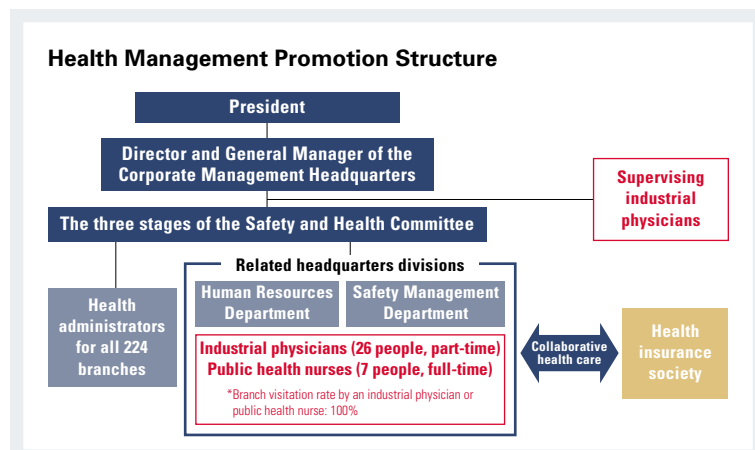 Health Management Promotion Structure
President
Director and General Manager of the
Corporate Management Headquarters
Supervising
industrial
physicians
The three stages of the Safety and Health Committee
Related headquarters divisions
Health
administrators
for all 224
branches
Human Resources
Department
Safety Management
Department
Industrial physicians (26 people, part-time)
Public health nurses (7 people, full-time)
*Branch visitation rate by an industrial physician or
public health nurse: 100%
Collaborative
health care
Health
insurance
society